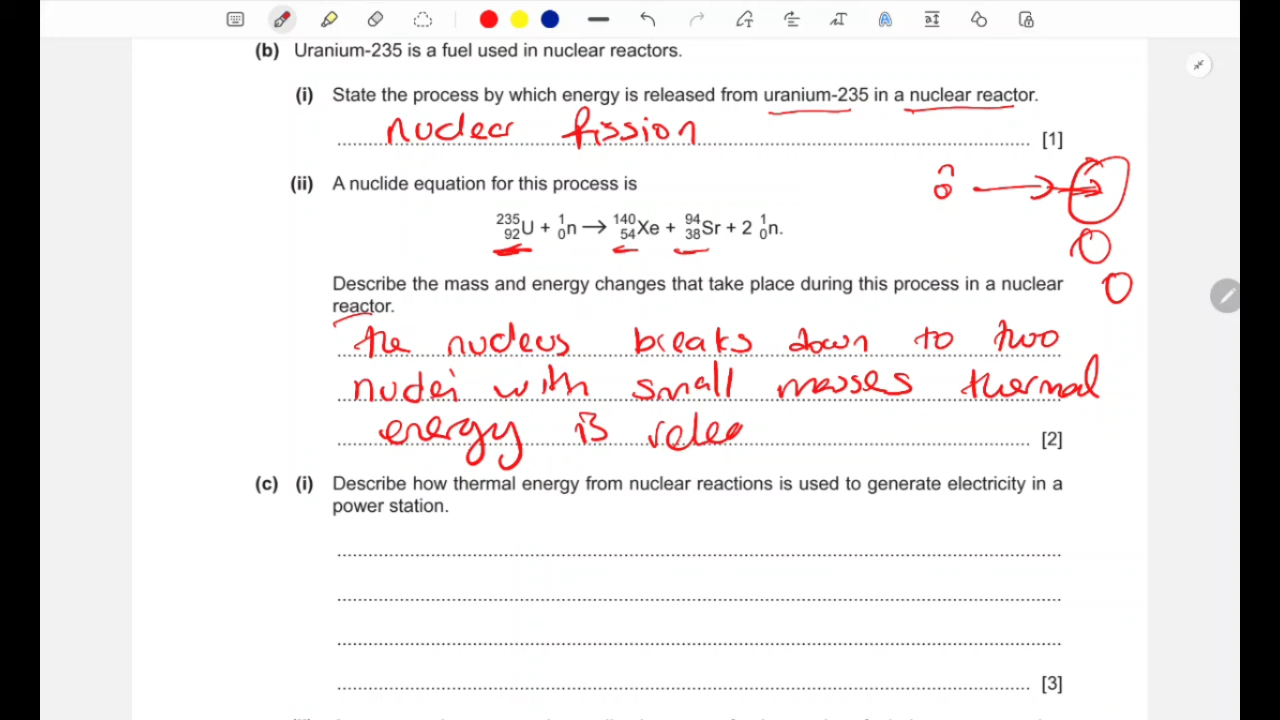 (b) Uranium-235 is a fuel used in nuclear reactors.
(i) State the process by which energy is released from uranium-235 in a nuclear reactor.
nuclear fission
[1]
(ii) A nuclide equation for this process is
²³⁵₉₂U + ¹₀n → ¹⁴⁰₅₄Xe + ⁹⁴₃₈Sr + 2 ¹₀n.
Describe the mass and energy changes that take place during this process in a nuclear
reactor.
the nucleus breaks down to two
nuclei with small masses thermal
energy is relea
[2]
(c) (i) Describe how thermal energy from nuclear reactions is used to generate electricity in a
power station.
[3]